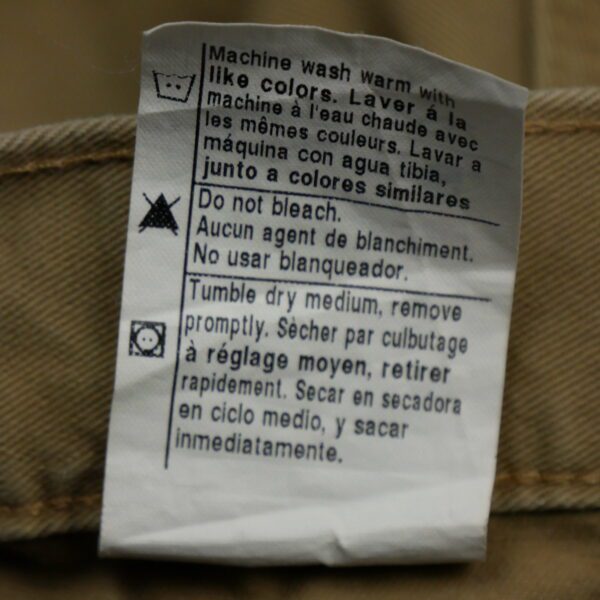 Machine wash warm with
like colors. Laver á la
machine à l'eau chaude avec
les mêmes couleurs. Lavar a
máquina con agua tibia,
junto a colores similares
Do not bleach.
Aucun agent de blanchiment.
No usar blanqueador.
Tumble dry medium, remove
promptly. Sècher par culbutage
à réglage moyen, retirer
rapidement. Secar en secadora
en ciclo medio, y sacar
inmediatamente.